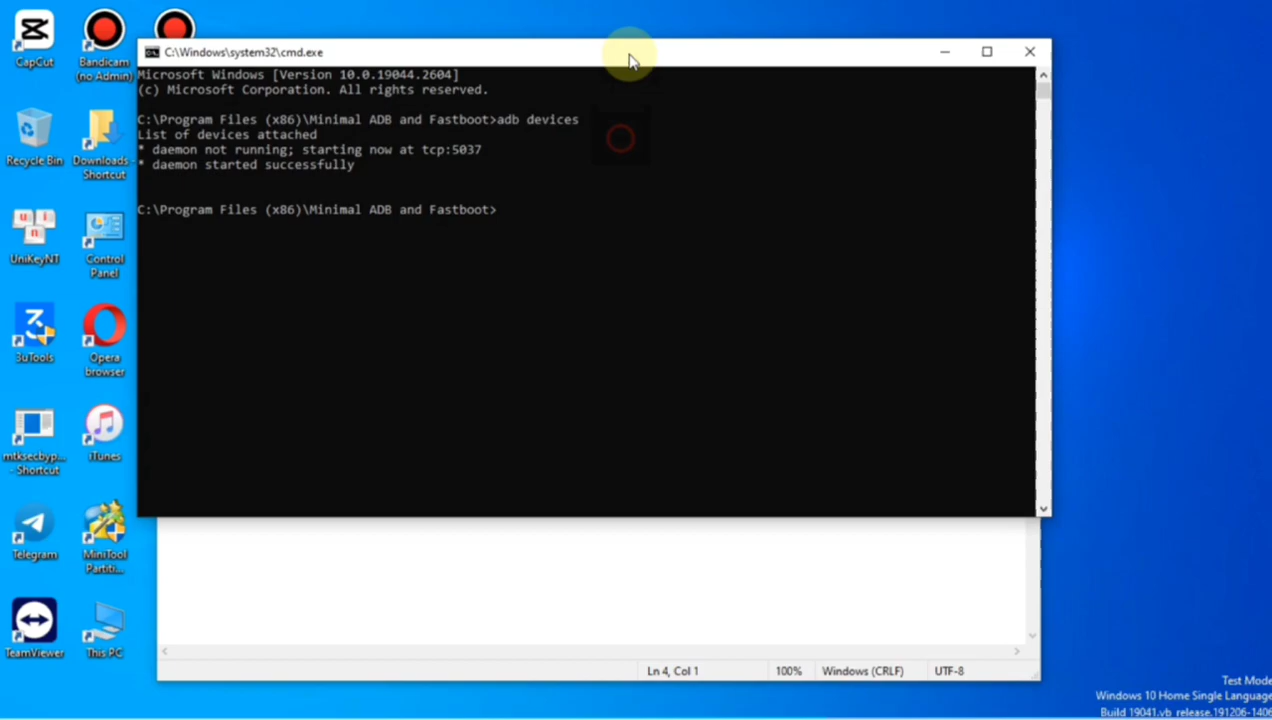 CapCut
Bandicam
(no Admin)
Recycle Bin
Downloads -
Shortcut
UniKeyNT
Control
Panel
3uTools
Opera
browser
mtksecbyp...
- Shortcut
iTunes
Telegram
MiniTool
Partiti...
TeamViewer
This PC
C:\Windows\system32\cmd.exe
Microsoft Windows [Version 10.0.19044.2604]
(c) Microsoft Corporation. All rights reserved.
C:\Program Files (x86)\Minimal ADB and Fastboot>adb devices
List of devices attached
* daemon not running; starting now at tcp:5037
* daemon started successfully
C:\Program Files (x86)\Minimal ADB and Fastboot>
Ln 4, Col 1
100%
Windows (CRLF)
UTF-8
Test Mode
Windows 10 Home Single Language
Build 19041.vb_release.191206-1406